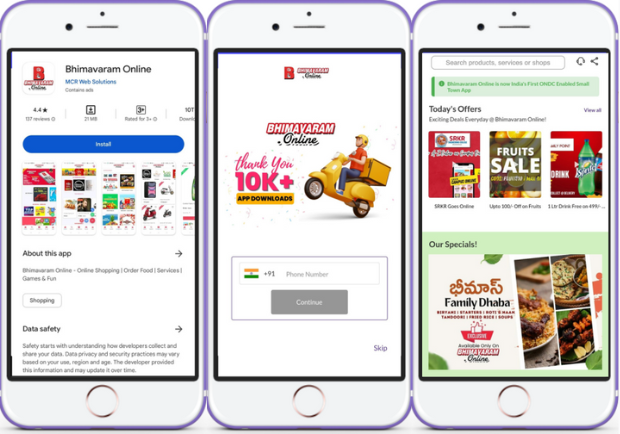 Bhimavaram Online
MCR Web Solutions
Contains ads
4.4★
117 reviews
21 MB
3+
Rated for 3+
10T
Downl
Install
About this app
Bhimavaram Online - Online Shopping | Order Food | Services | Games & Fun
Shopping
Data safety
Safety starts with understanding how developers collect and
share your data. Data privacy and security practices may vary
based on your use, region and age. The developer provided
this information and may update it over time.
BHIMAVARAM
Online
BHIMAVARAM
Online
thank You
10K+
APP DOWNLOADS
+91 Phone Number
Continue
Skip
Search products, services or shops
Bhimavaram Online is now India's First ONDC Enabled Small
Town App
Today's Offers
View all
Exciting Deals Everyday @ Bhimavaram Online!
SRKR
FRUITS
SALE
DRINK
Sprite
SRKR Goes Online
Upto 100/- Off on Fruits
1 Ltr Drink Free on 499/-...
Our Specials!
భీమాస్
Family Dhaba
BIRYANI | STARTERS | ROTI & NAAN
TANDOORI | FRIED RICE | SOUPS
EXCLUSIVE
Available Only On
BHIMAVARAM
Online